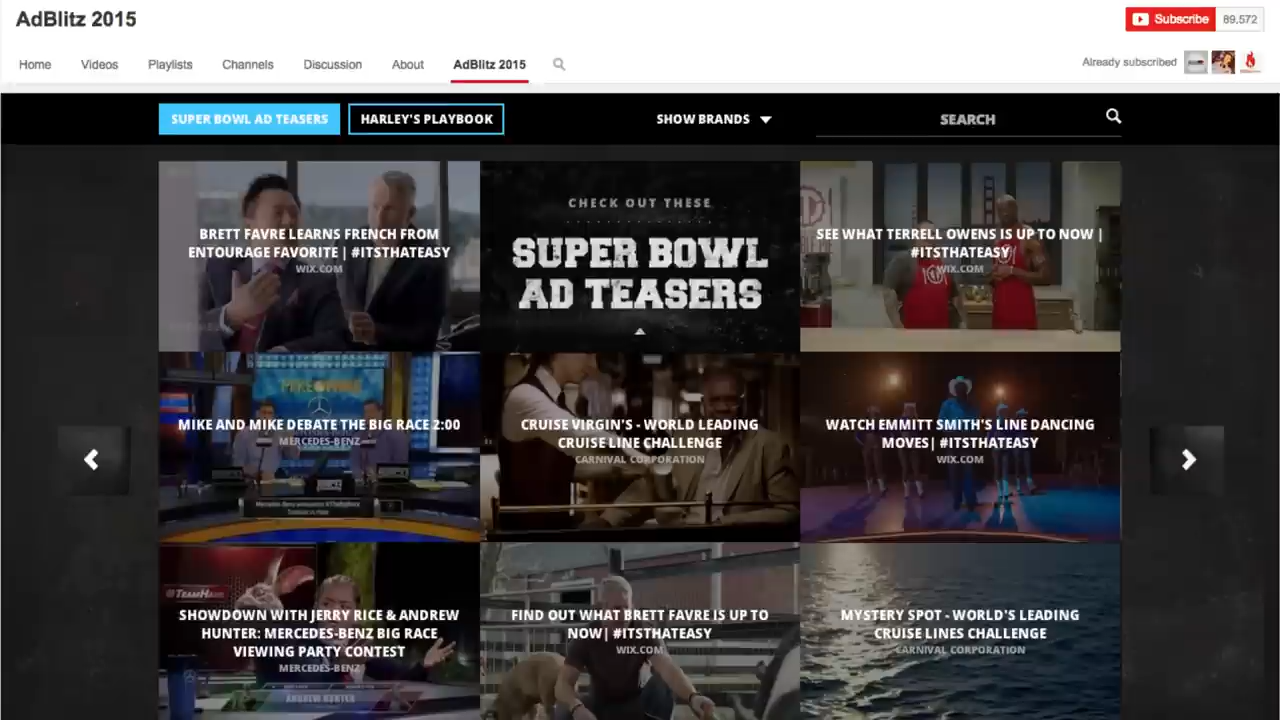 AdBlitz 2015
Subscribe 89,572
Home Videos Playlists Channels Discussion About AdBlitz 2015
Already subscribed
SUPER BOWL AD TEASERS HARLEY'S PLAYBOOK SHOW BRANDS SEARCH
BRETT FAVRE LEARNS FRENCH FROM
ENTOURAGE FAVORITE | #ITSTHATEASY
WIX.COM
CHECK OUT THESE
SUPER BOWL
AD TEASERS
SEE WHAT TERRELL OWENS IS UP TO NOW |
#ITSTHATEASY
WIX.COM
MIKE AND MIKE DEBATE THE BIG RACE 2:00
MERCEDES-BENZ
CRUISE VIRGIN'S - WORLD LEADING
CRUISE LINE CHALLENGE
CARNIVAL CORPORATION
WATCH EMMITT SMITH'S LINE DANCING
MOVES| #ITSTHATEASY
WIX.COM
#TEAMHARE
SHOWDOWN WITH JERRY RICE & ANDREW
HUNTER: MERCEDES-BENZ BIG RACE
VIEWING PARTY CONTEST
MERCEDES-BENZ
ANDREW HUNTER
FIND OUT WHAT BRETT FAVRE IS UP TO
NOW| #ITSTHATEASY
WIX.COM
MYSTERY SPOT - WORLD'S LEADING
CRUISE LINES CHALLENGE
CARNIVAL CORPORATION